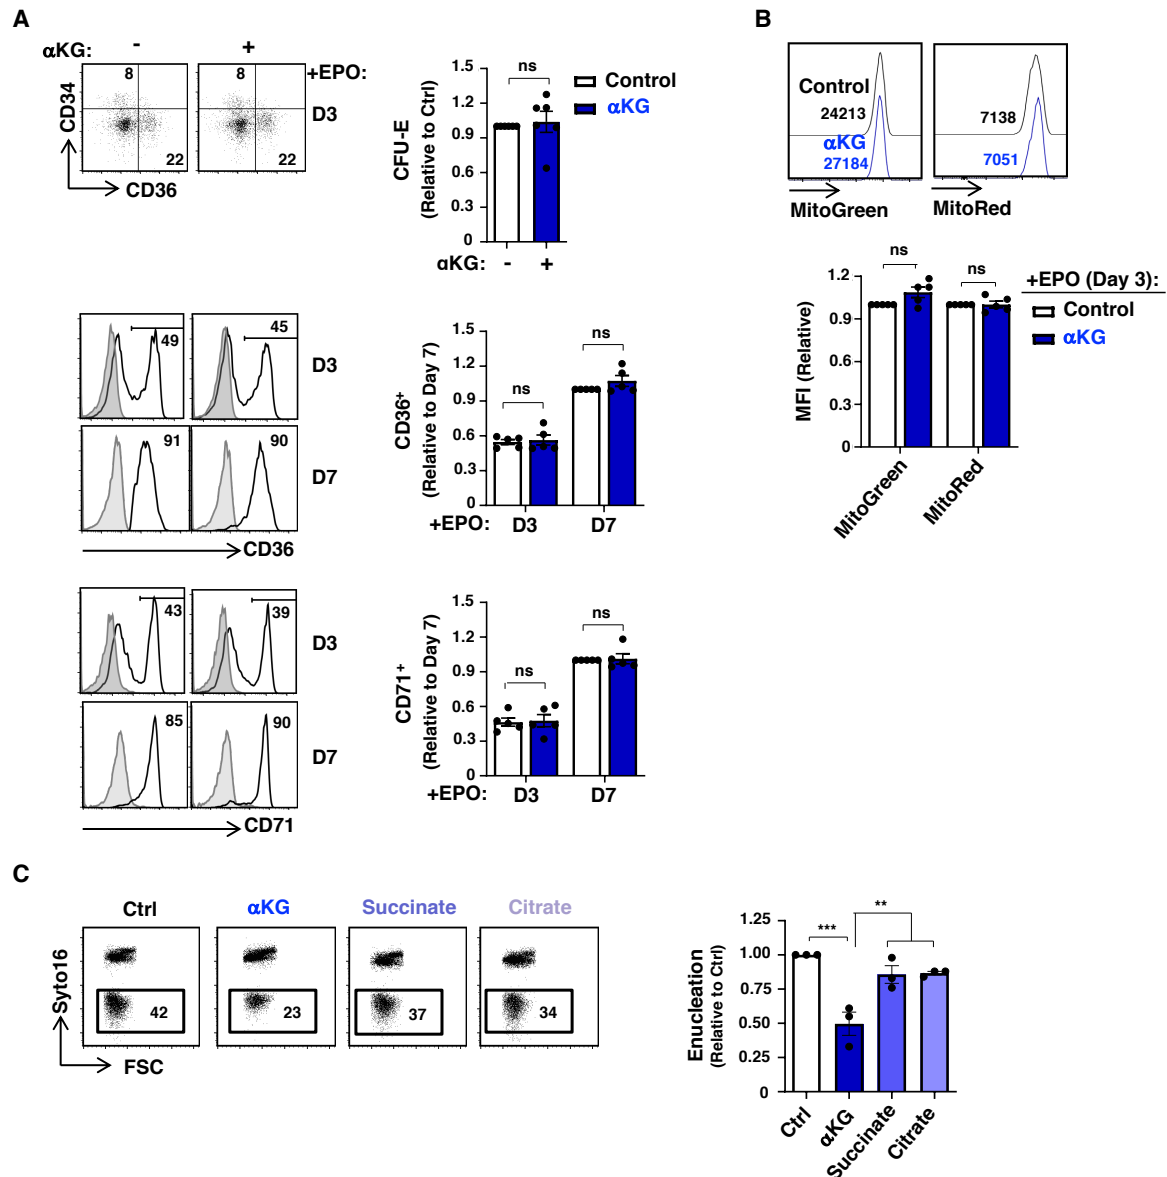 A
αKG: - +
8 8 +EPO:
CD34
D3
22 22
CD36
1.5
1.2
0.9
0.6
0.3
0
CFU-E
(Relative to Ctrl)
ns
Control
αKG
αKG: - +
49 45
D3
91 90
D7
CD36
1.5
1.2
0.9
0.6
0.3
0
CD36+
(Relative to Day 7)
ns
ns
+EPO: D3 D7
43 39
D3
85 90
D7
CD71
1.5
1.2
0.9
0.6
0.3
0
CD71+
(Relative to Day 7)
ns
ns
+EPO: D3 D7
B
Control
24213
αKG
27184
7138
7051
MitoGreen
MitoRed
1.2
0.9
0.6
0.3
0
MFI (Relative)
ns
ns
+EPO (Day 3):
Control
αKG
MitoGreen
MitoRed
C
Ctrl αKG Succinate Citrate
Syto16
42 23 37 34
FSC
1.25
1.00
0.75
0.50
0.25
0
Enucleation
(Relative to Ctrl)
***
**
Ctrl
αKG
Succinate
Citrate